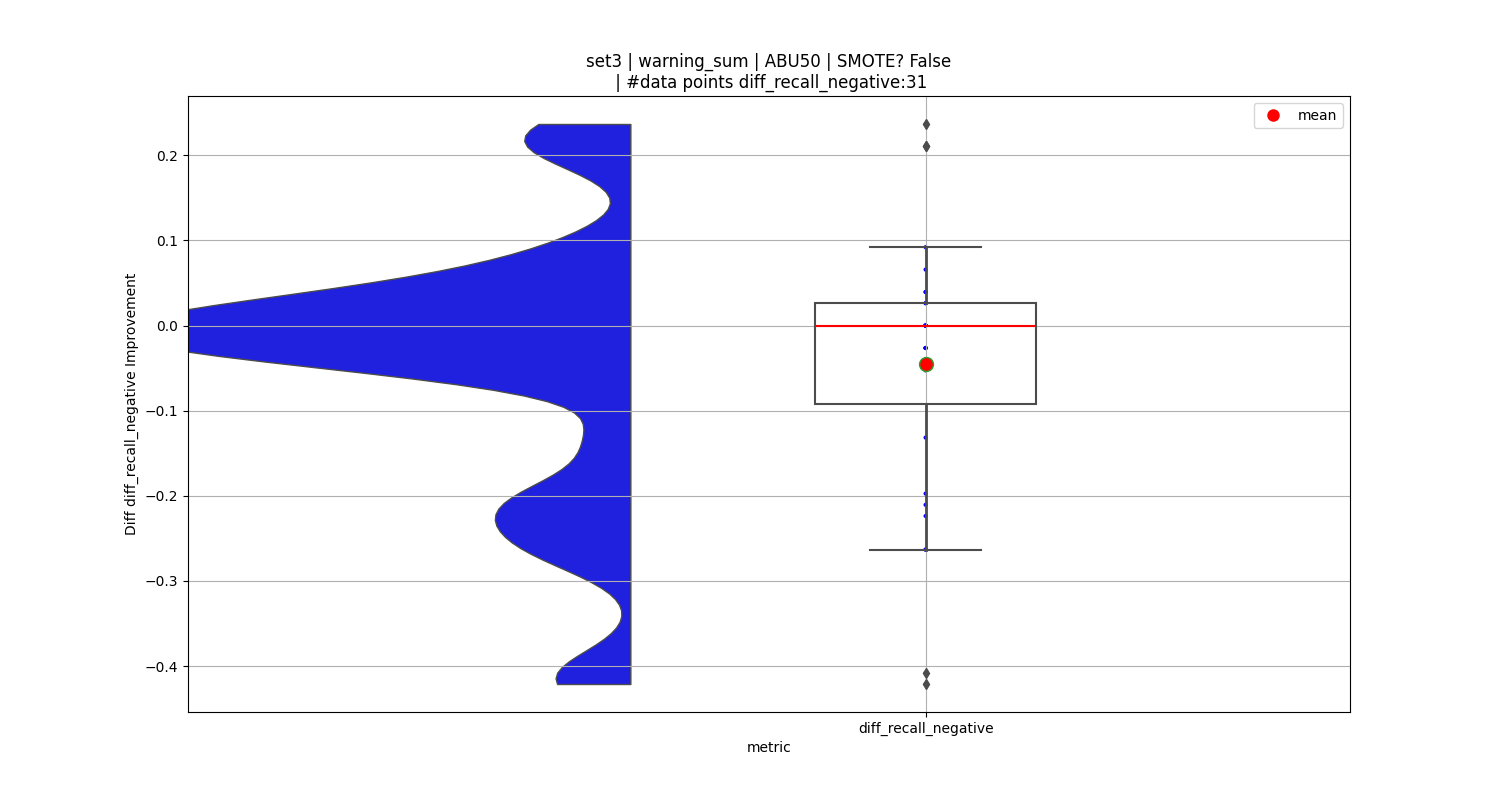 set3 | warning_sum | ABU50 | SMOTE? False
| #data points diff_recall_negative:31
mean
0.2
0.1
0.0
−0.1
−0.2
−0.3
−0.4
Diff diff_recall_negative Improvement
diff_recall_negative
metric